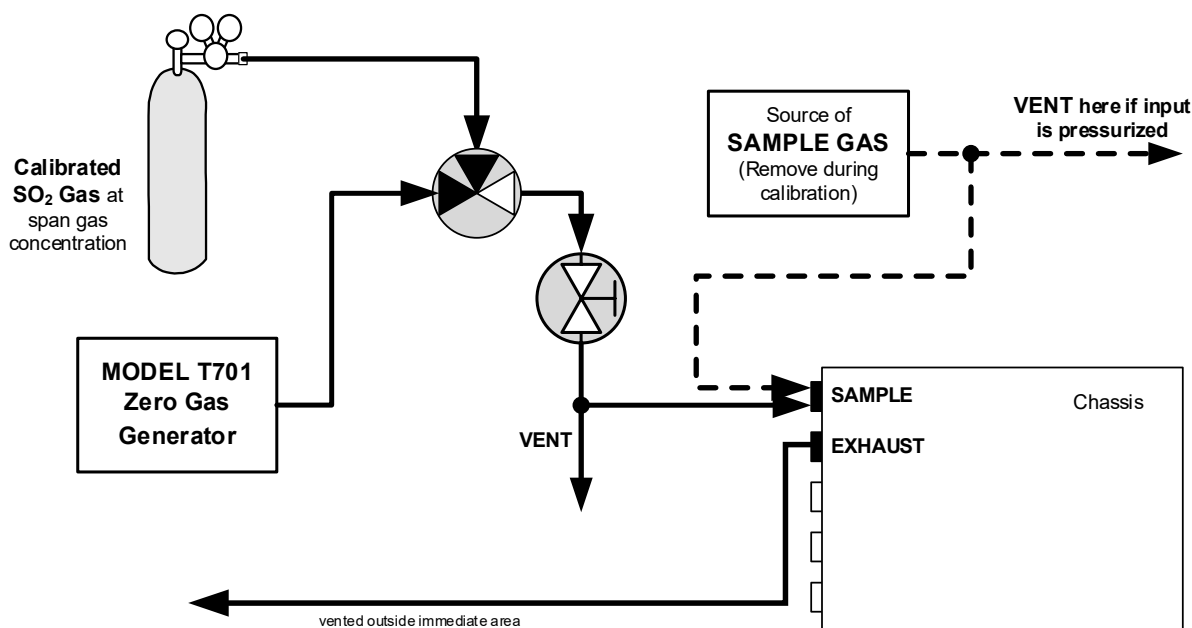 Calibrated
SO₂ Gas at
span gas
concentration
MODEL T701
Zero Gas
Generator
VENT
Source of
SAMPLE GAS
(Remove during
calibration)
VENT here if input
is pressurized
SAMPLE
Chassis
EXHAUST
vented outside immediate area